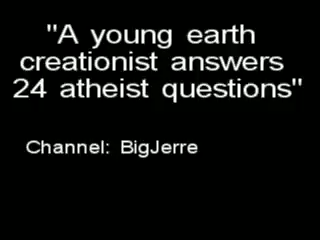 "A young earth
creationist answers
24 atheist questions"
Channel: BigJerre